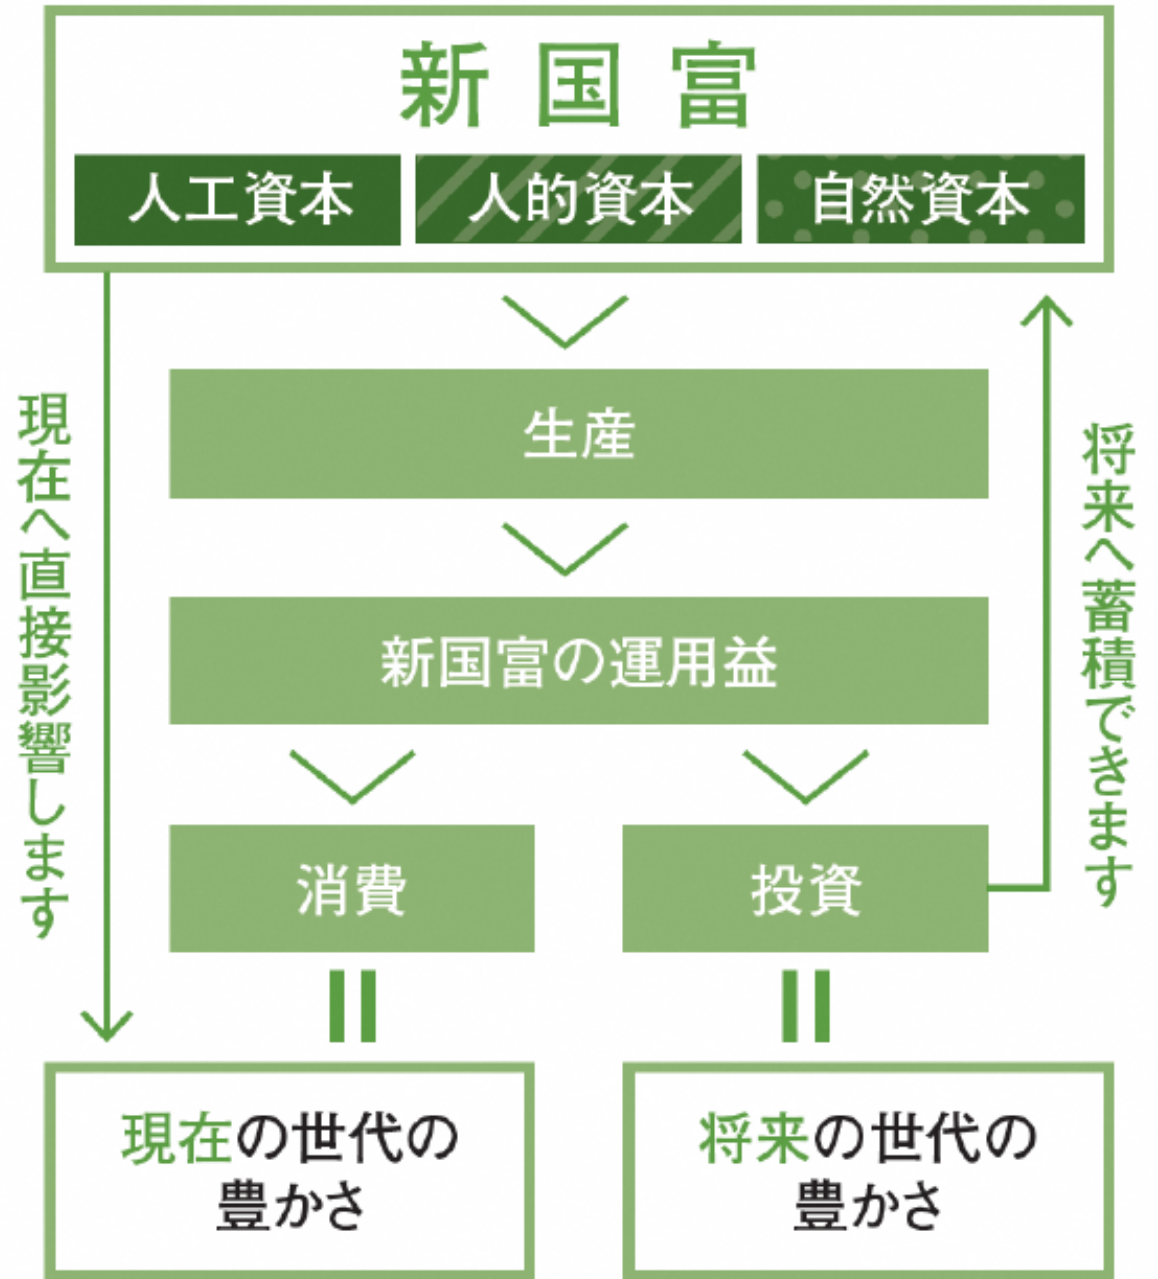 新国富
人工資本
人的資本
自然資本
現在へ直接影響します
生産
新国富の運用益
消費
投資
将来へ蓄積できます
現在の世代の
豊かさ
将来の世代の
豊かさ